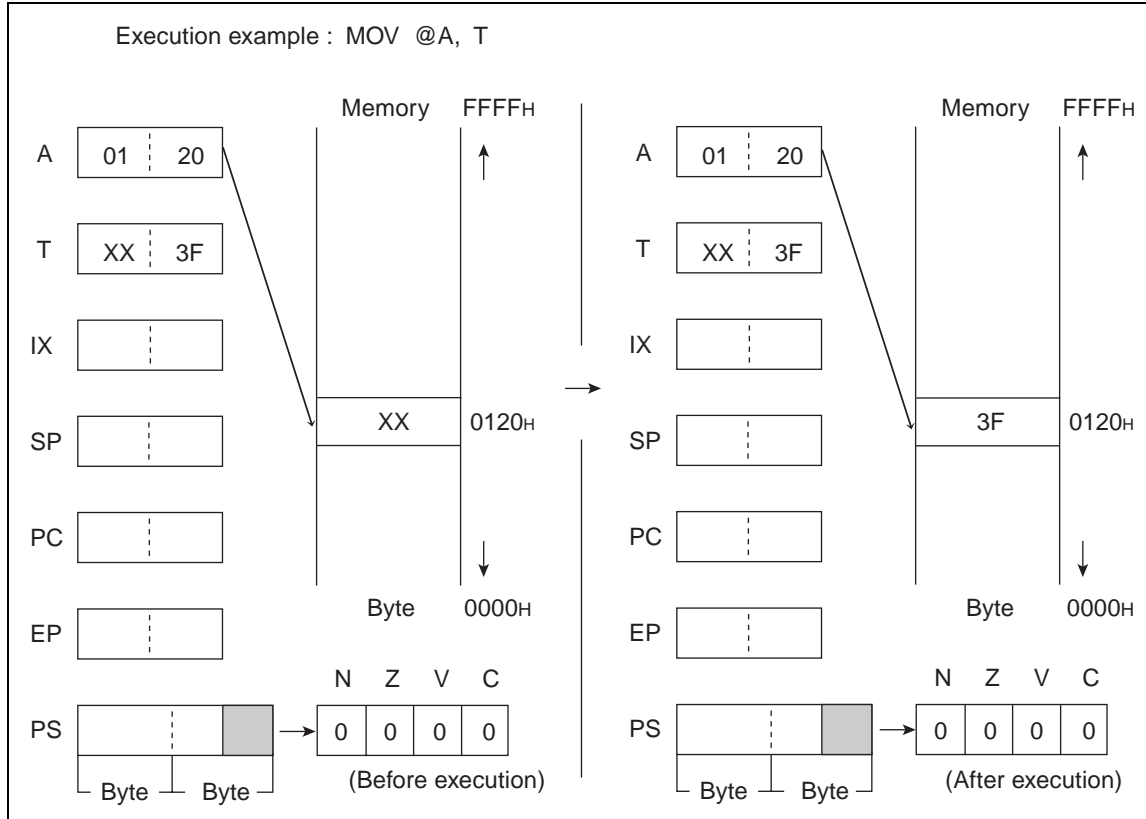 Execution example : MOV @A, T
Memory FFFFH
A 01 20
T XX 3F
IX
XX 0120H
SP
PC
Byte 0000H
EP
N Z V C
PS 0 0 0 0
(Before execution)
Byte Byte
Memory FFFFH
A 01 20
T XX 3F
IX
3F 0120H
SP
PC
Byte 0000H
EP
N Z V C
PS 0 0 0 0
(After execution)
Byte Byte